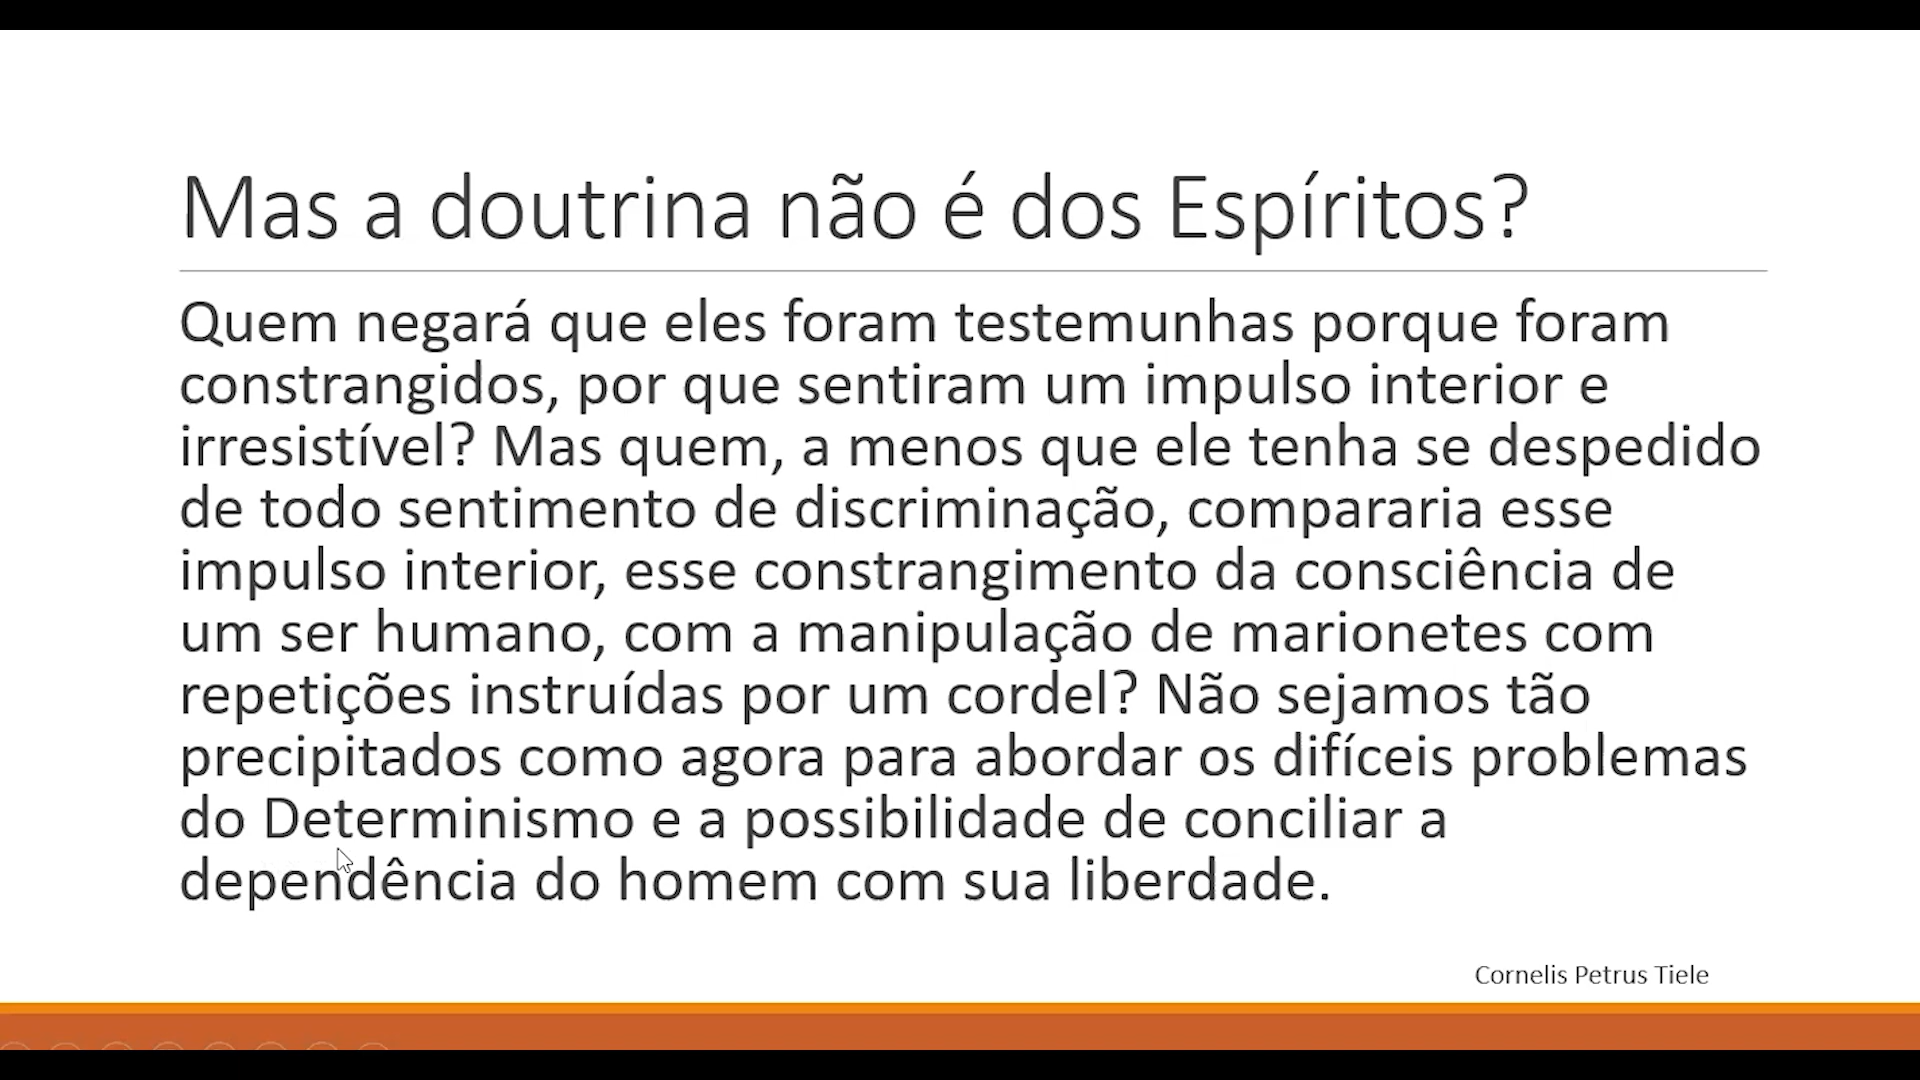 Mas a doutrina não é dos Espíritos?
Quem negará que eles foram testemunhas porque foram
constrangidos, por que sentiram um impulso interior e
irresistível? Mas quem, a menos que ele tenha se despedido
de todo sentimento de discriminação, compararia esse
impulso interior, esse constrangimento da consciência de
um ser humano, com a manipulação de marionetes com
repetições instruídas por um cordel? Não sejamos tão
precipitados como agora para abordar os difíceis problemas
do Determinismo e a possibilidade de conciliar a
dependência do homem com sua liberdade.
Cornelis Petrus Tiele